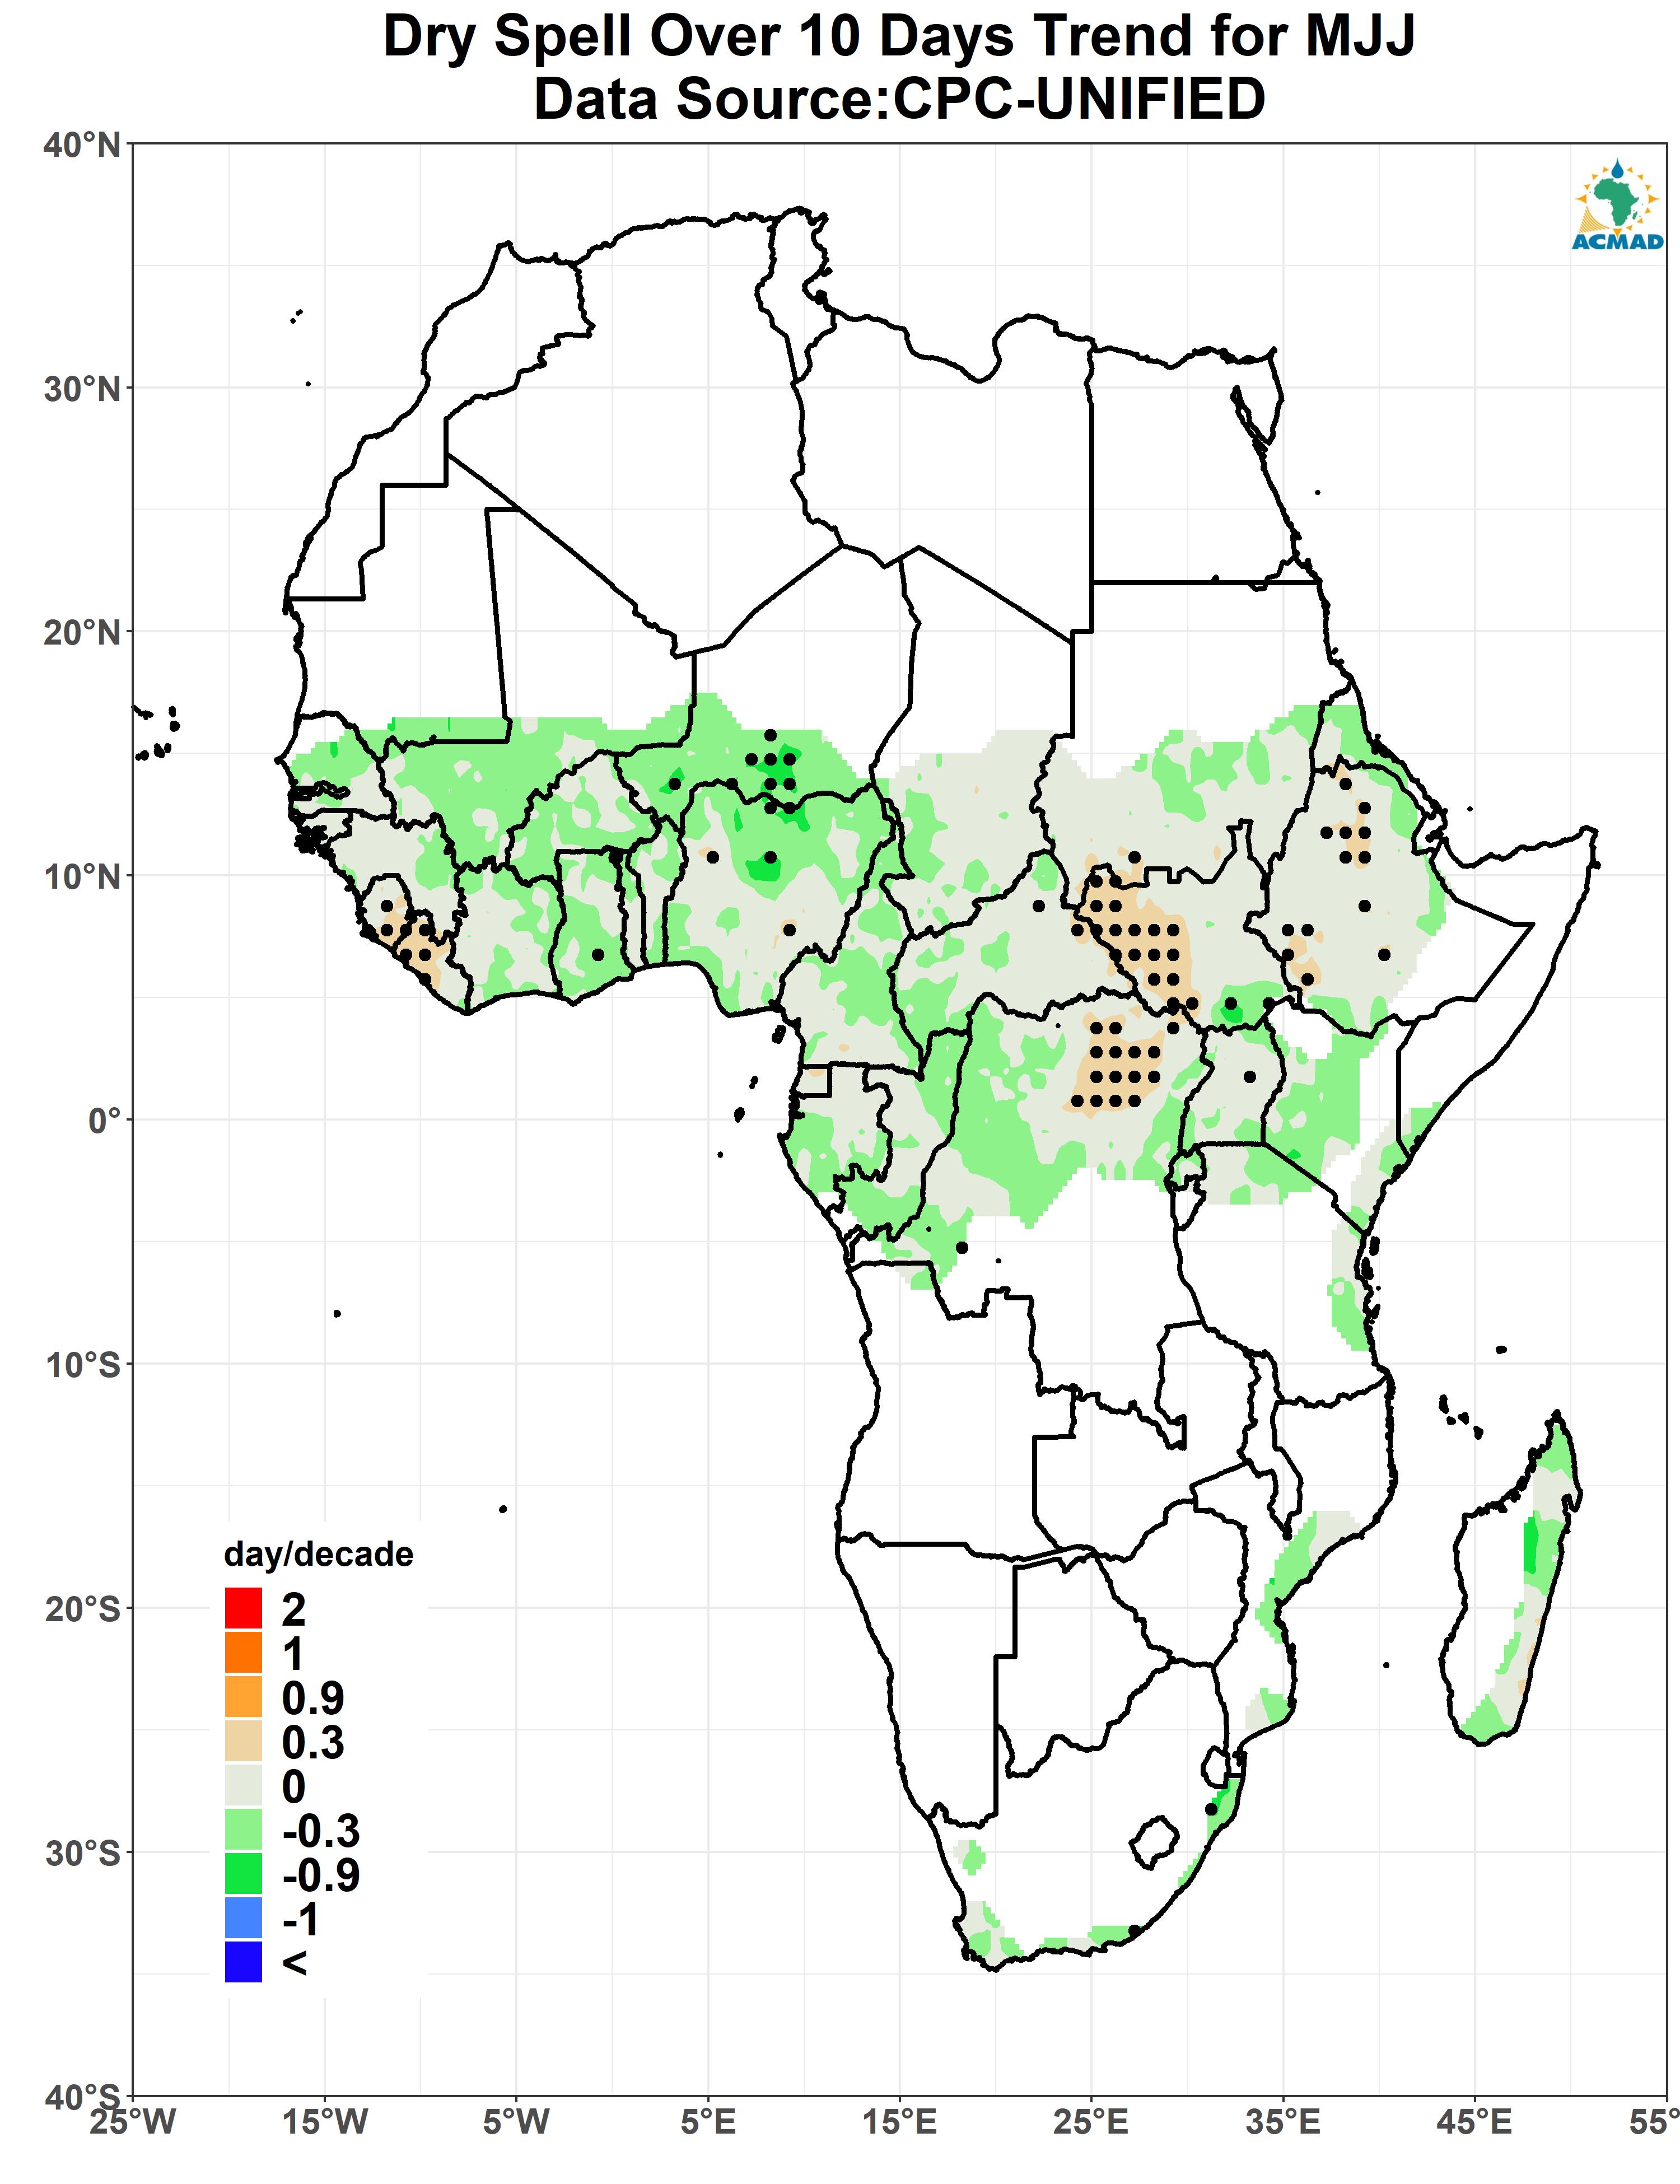 Dry Spell Over 10 Days Trend for MJJ
Data Source:CPC-UNIFIED
40°N
ACMAD
30°N
20°N
10°N
0°
10°S
20°S
30°S
40°S
day/decade
2
1
0.9
0.3
0
-0.3
-0.9
-1
<
25°W 15°W 5°W 5°E 15°E 25°E 35°E 45°E 55°